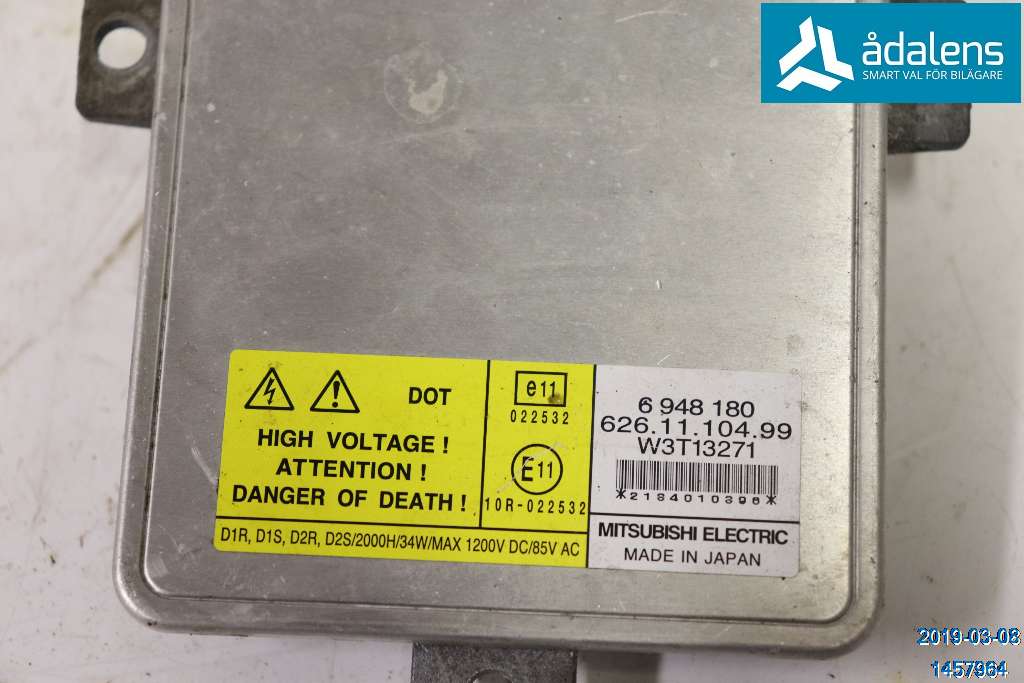 ådalens
SMART VAL FÖR BILÄGARE
DOT
HIGH VOLTAGE !
ATTENTION !
DANGER OF DEATH !
D1R, D1S, D2R, D2S/2000H/34W/MAX 1200V DC/85V AC
e11
022532
E11
10R-022532
6 948 180
626.11.104.99
W3T13271
*2184010396*
MITSUBISHI ELECTRIC
MADE IN JAPAN
2019-03-08
1457964